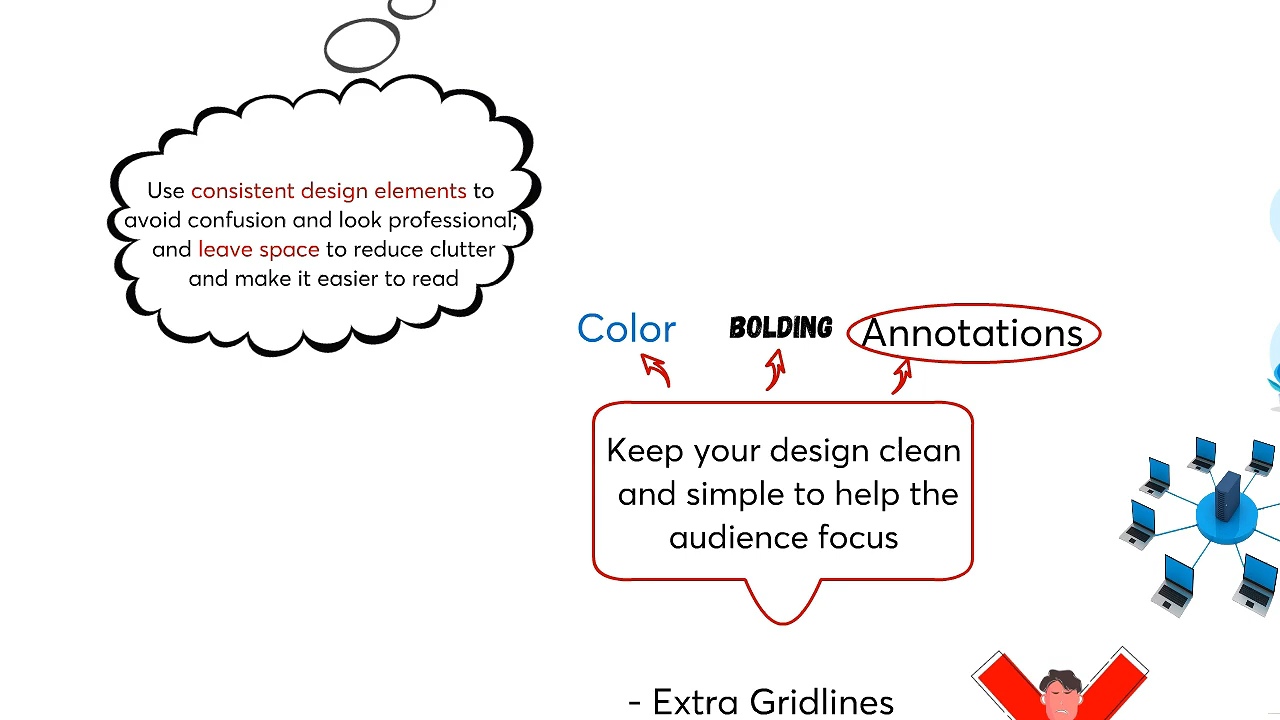 Use consistent design elements to
avoid confusion and look professional;
and leave space to reduce clutter
and make it easier to read
Color BOLDING Annotations
Keep your design clean
and simple to help the
audience focus
- Extra Gridlines